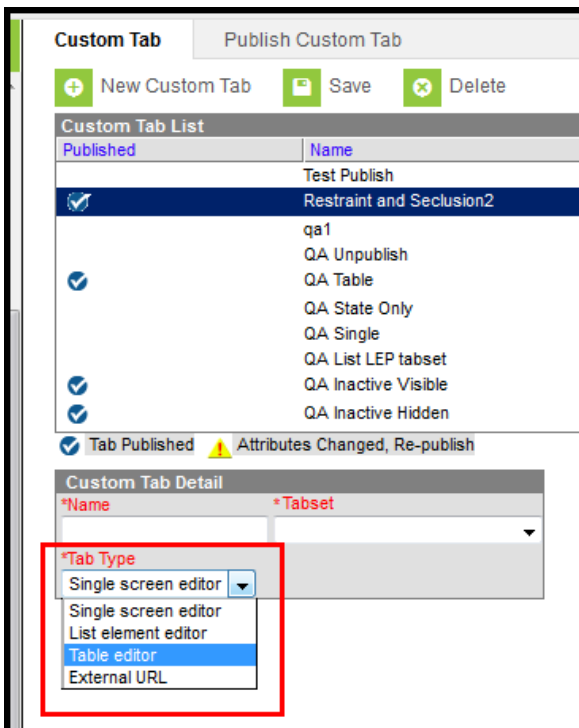 Custom Tab Publish Custom Tab
New Custom Tab Save Delete
Custom Tab List
Published Name
Test Publish
Restraint and Seclusion2
qa1
QA Unpublish
QA Table
QA State Only
QA Single
QA List LEP tabset
QA Inactive Visible
QA Inactive Hidden
Tab Published Attributes Changed, Re-publish
Custom Tab Detail
*Name *Tabset
*Tab Type
Single screen editor
Single screen editor
List element editor
Table editor
External URL